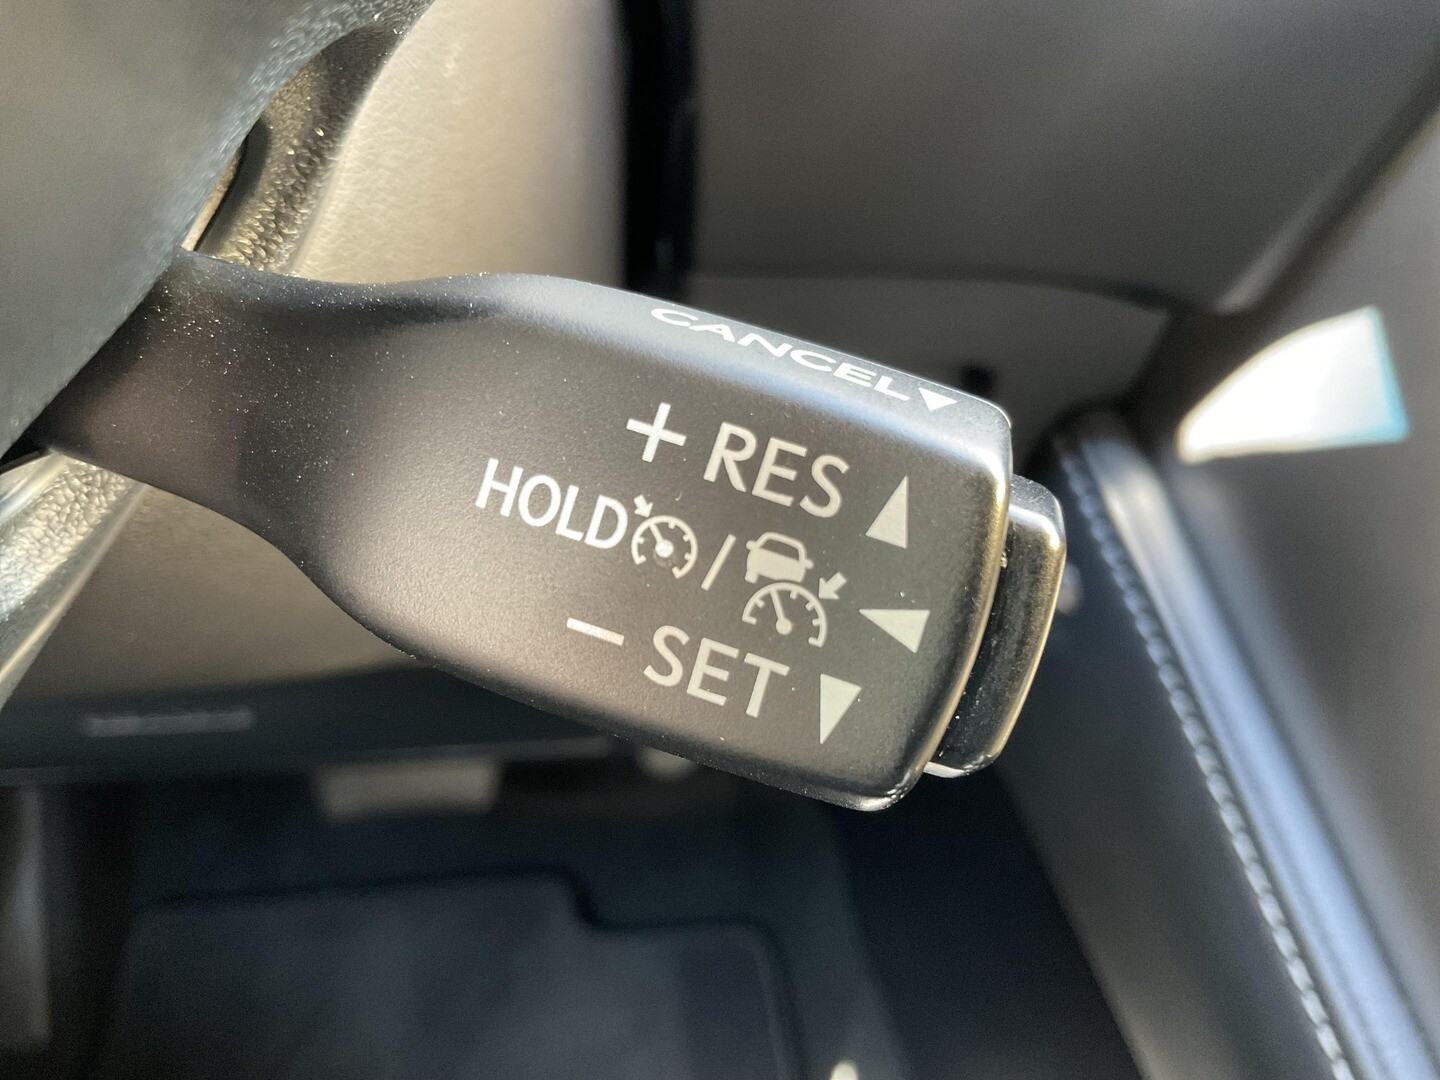 CANCEL▼
+ RES ▲
HOLD / ◀
− SET ▼